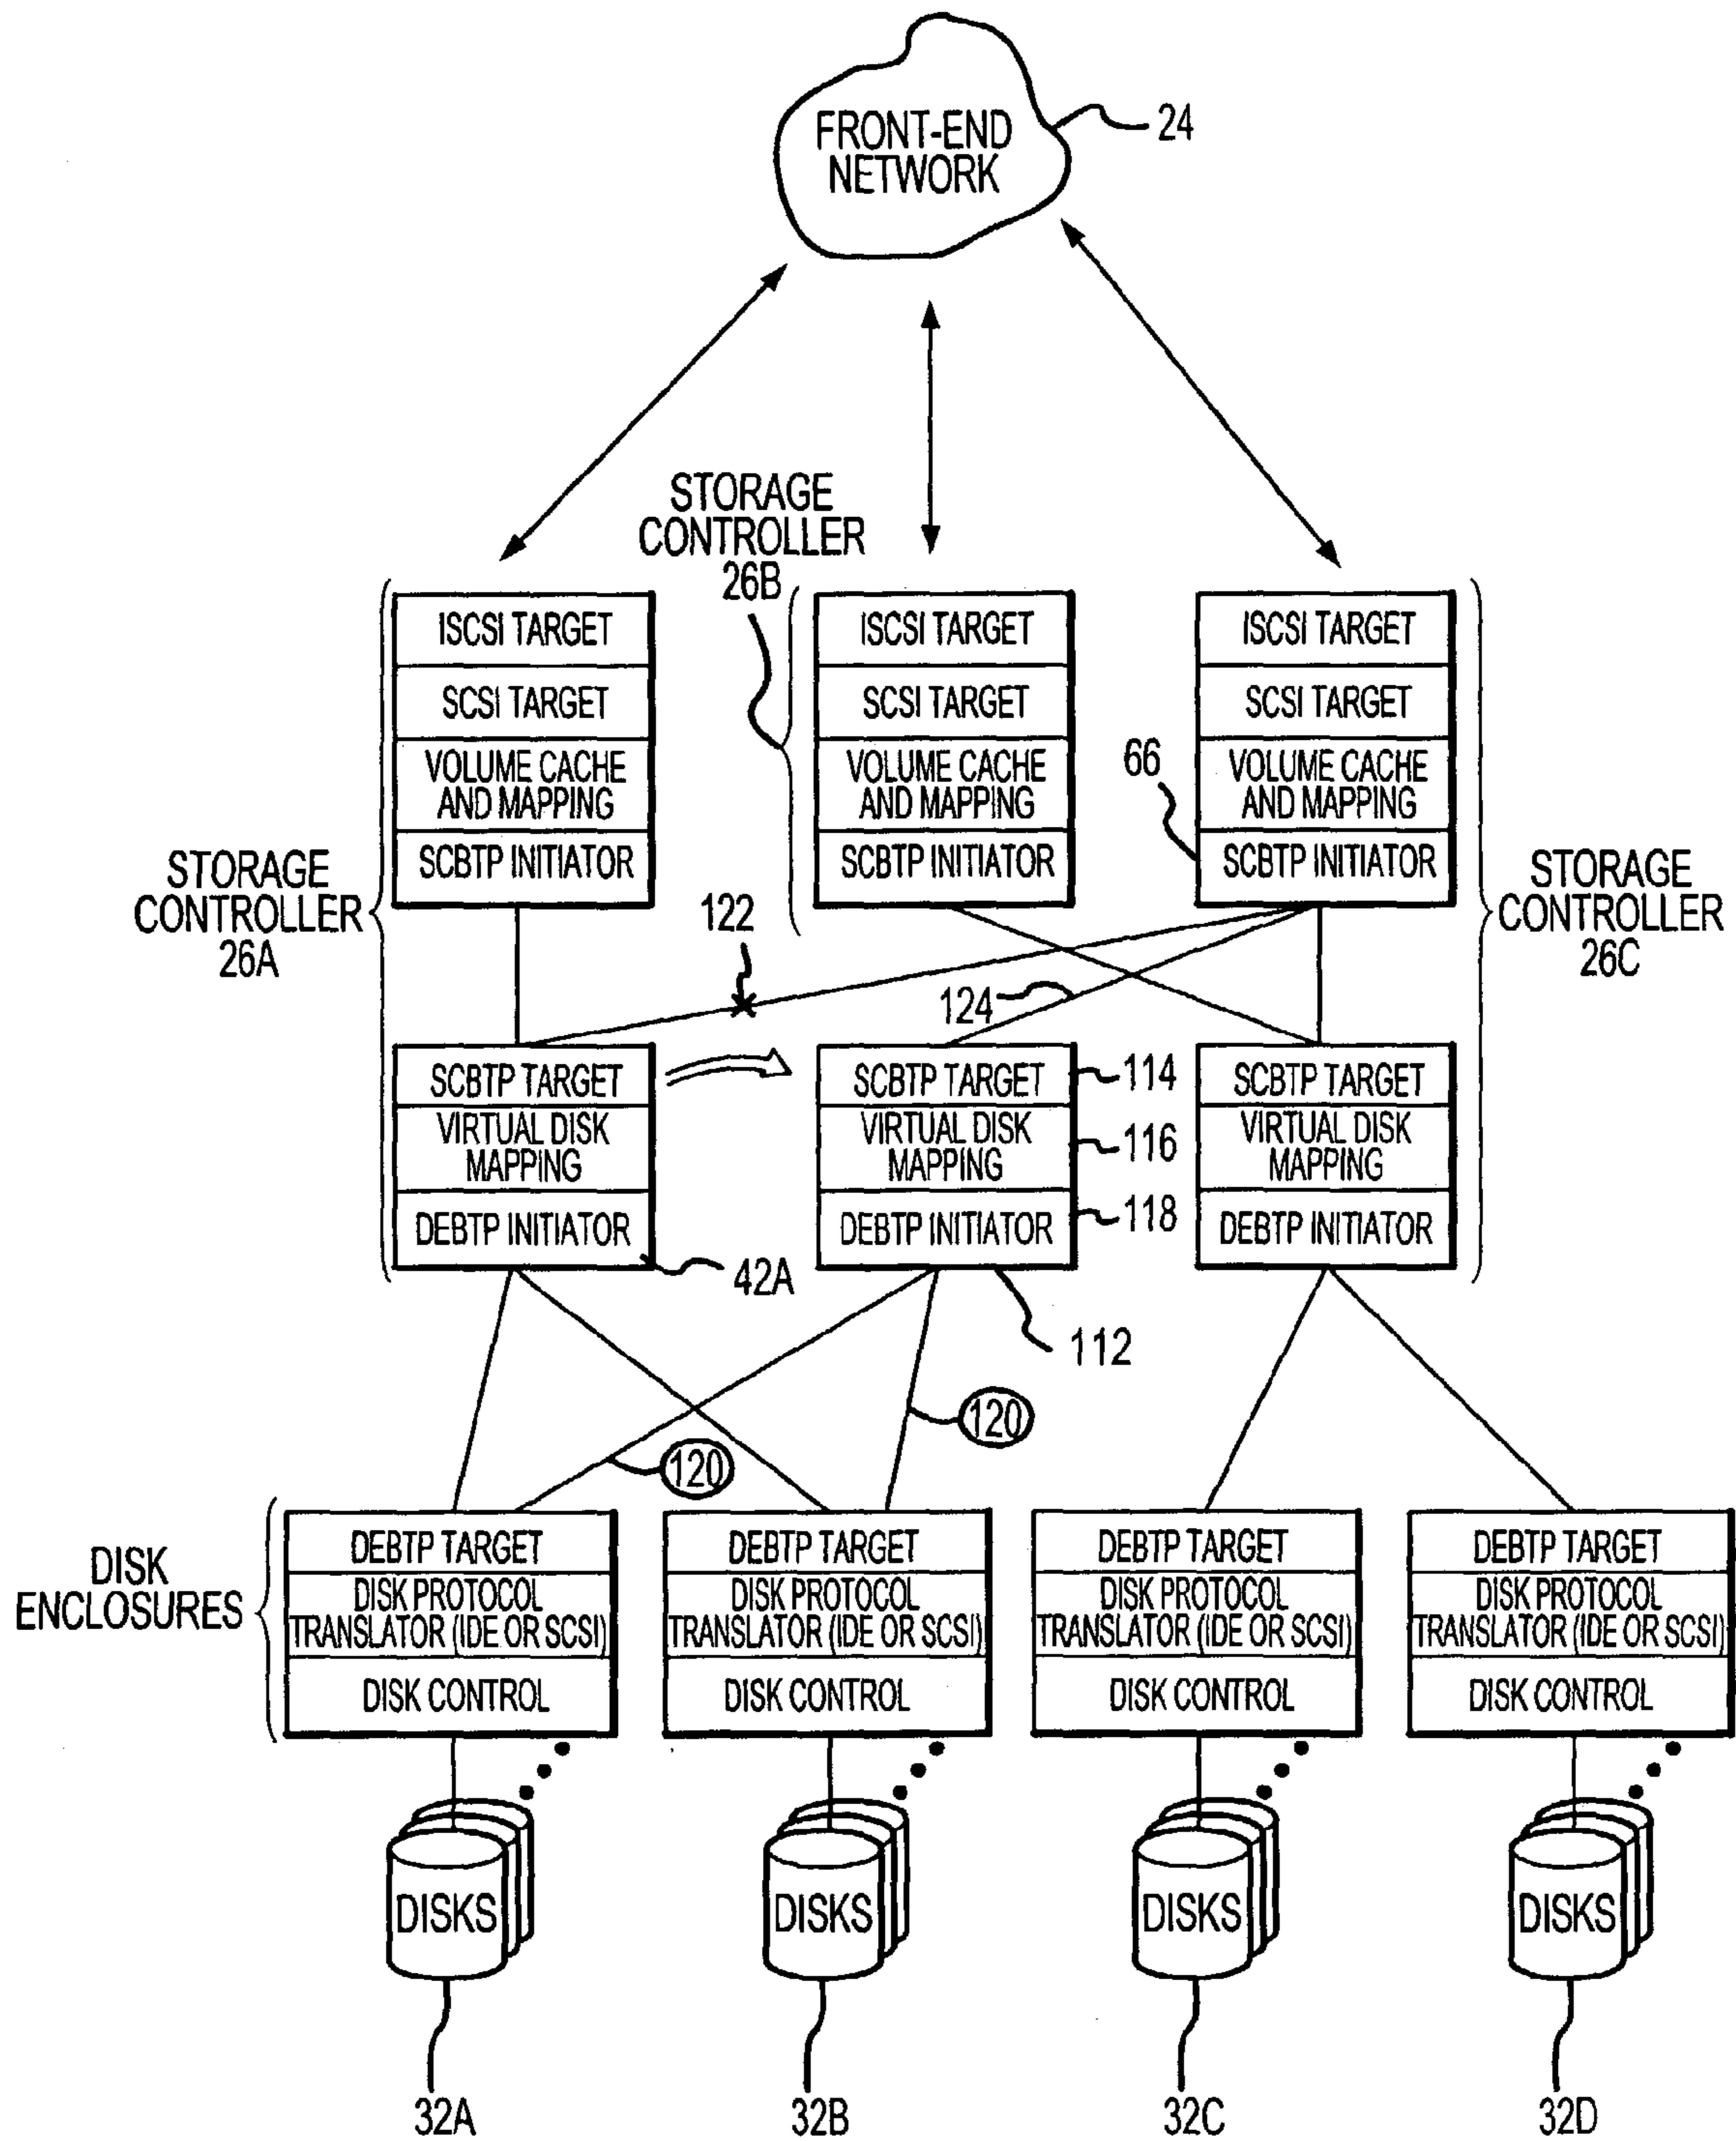 FRONT-END
NETWORK
24
STORAGE
CONTROLLER
26B
ISCSI TARGET
SCSI TARGET
VOLUME CACHE
AND MAPPING
SCBTP INITIATOR
ISCSI TARGET
SCSI TARGET
VOLUME CACHE
AND MAPPING
SCBTP INITIATOR
ISCSI TARGET
SCSI TARGET
VOLUME CACHE
AND MAPPING
SCBTP INITIATOR
66
STORAGE
CONTROLLER
26A
STORAGE
CONTROLLER
26C
122
124
SCBTP TARGET
VIRTUAL DISK
MAPPING
DEBTP INITIATOR
42A
SCBTP TARGET
VIRTUAL DISK
MAPPING
DEBTP INITIATOR
114
116
118
112
SCBTP TARGET
VIRTUAL DISK
MAPPING
DEBTP INITIATOR
120
120
DISK
ENCLOSURES
DEBTP TARGET
DISK PROTOCOL
TRANSLATOR (IDE OR SCSI)
DISK CONTROL
DEBTP TARGET
DISK PROTOCOL
TRANSLATOR (IDE OR SCSI)
DISK CONTROL
DEBTP TARGET
DISK PROTOCOL
TRANSLATOR (IDE OR SCSI)
DISK CONTROL
DEBTP TARGET
DISK PROTOCOL
TRANSLATOR (IDE OR SCSI)
DISK CONTROL
DISKS
DISKS
DISKS
DISKS
32A
32B
32C
32D